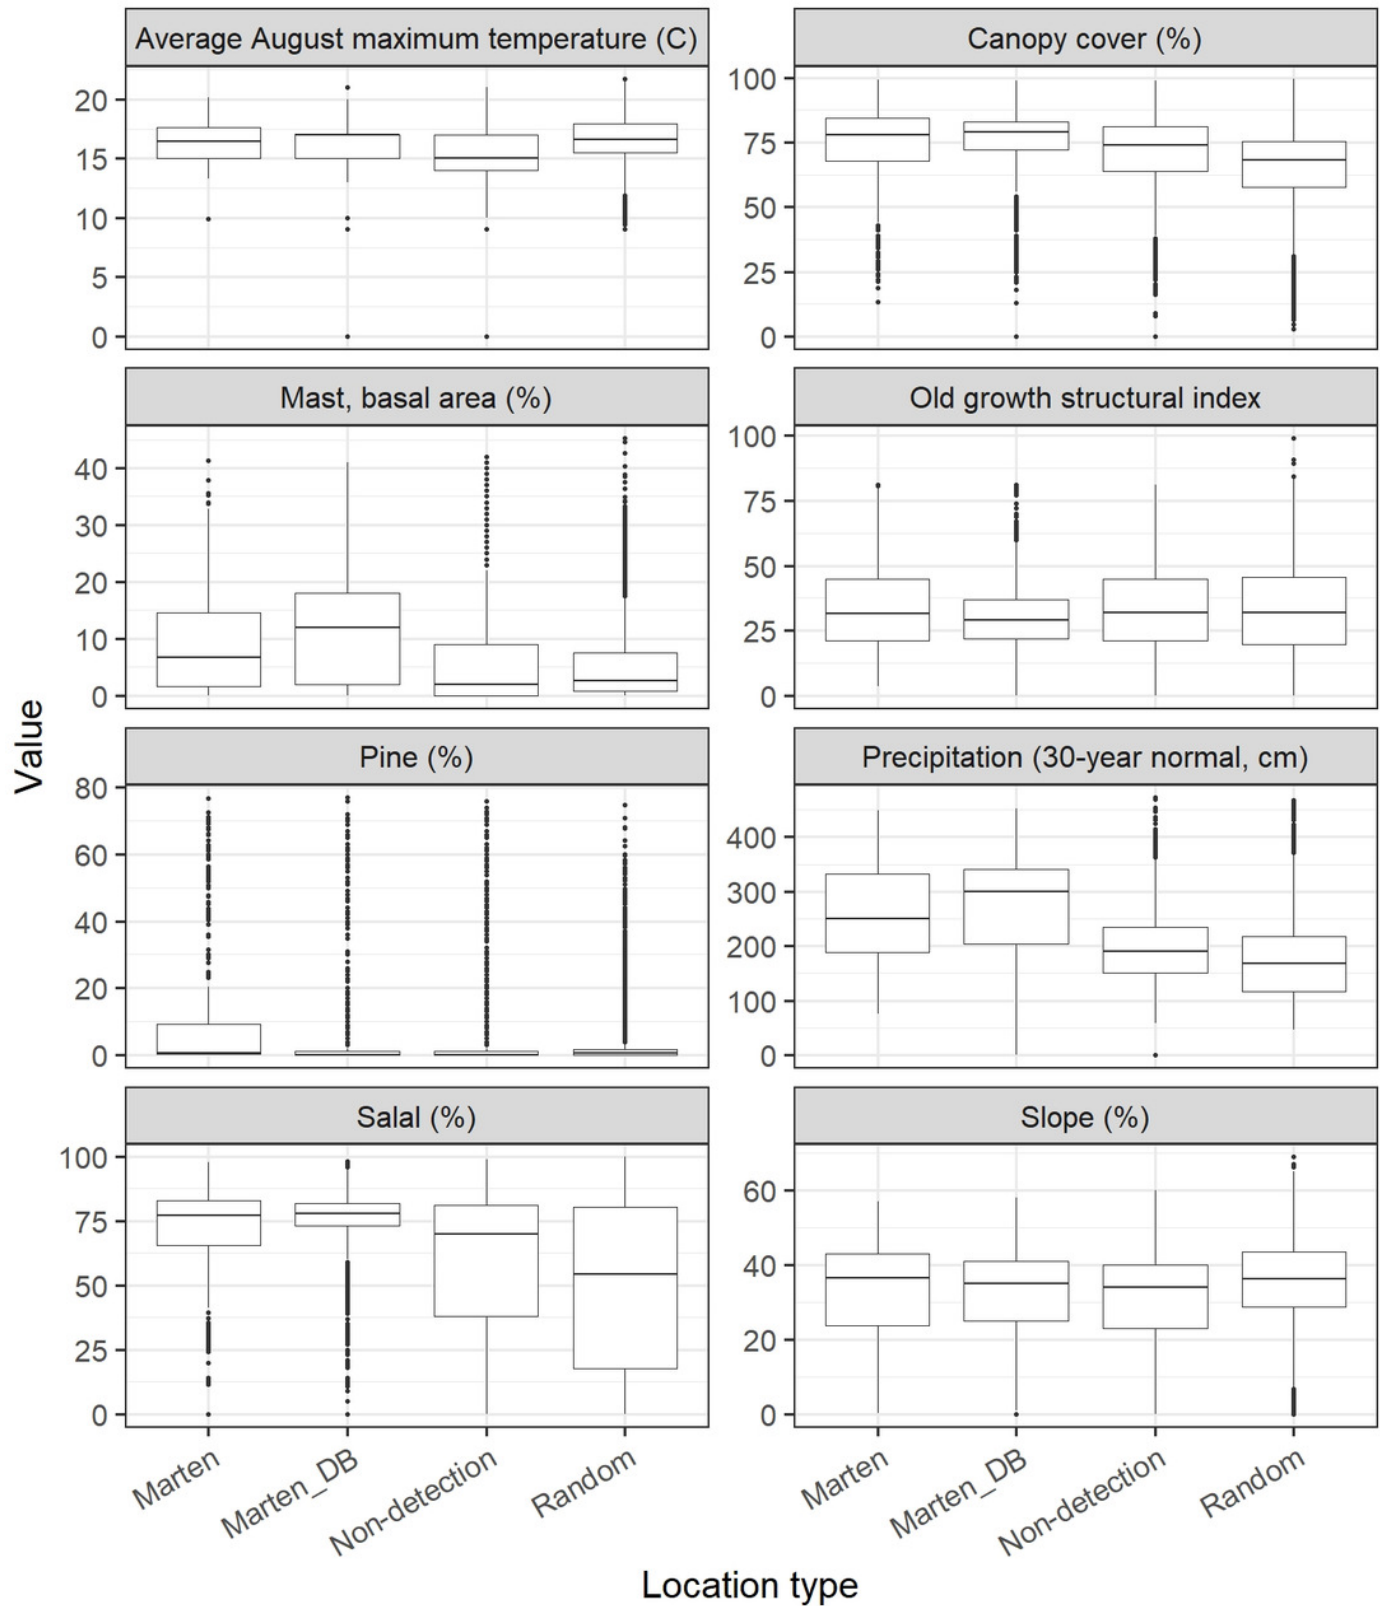 Average August maximum temperature (C)
Canopy cover (%)
20
15
10
5
0
100
75
50
25
0
Mast, basal area (%)
Old growth structural index
40
30
20
10
0
100
75
50
25
0
Value
Pine (%)
Precipitation (30-year normal, cm)
80
60
40
20
0
400
300
200
100
0
Salal (%)
Slope (%)
100
75
50
25
0
60
40
20
0
Marten
Marten_DB
Non-detection
Random
Marten
Marten_DB
Non-detection
Random
Location type